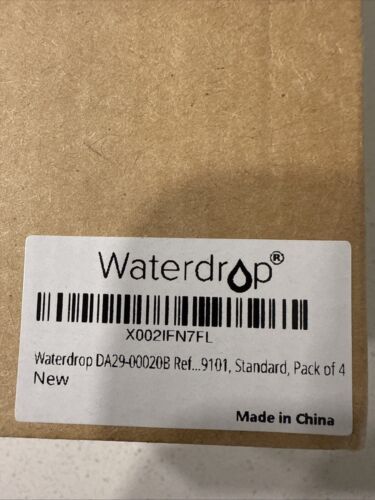 Waterdrop®
X002IFN7FL
Waterdrop DA29-00020B Ref...9101, Standard, Pack of 4
New
Made in China